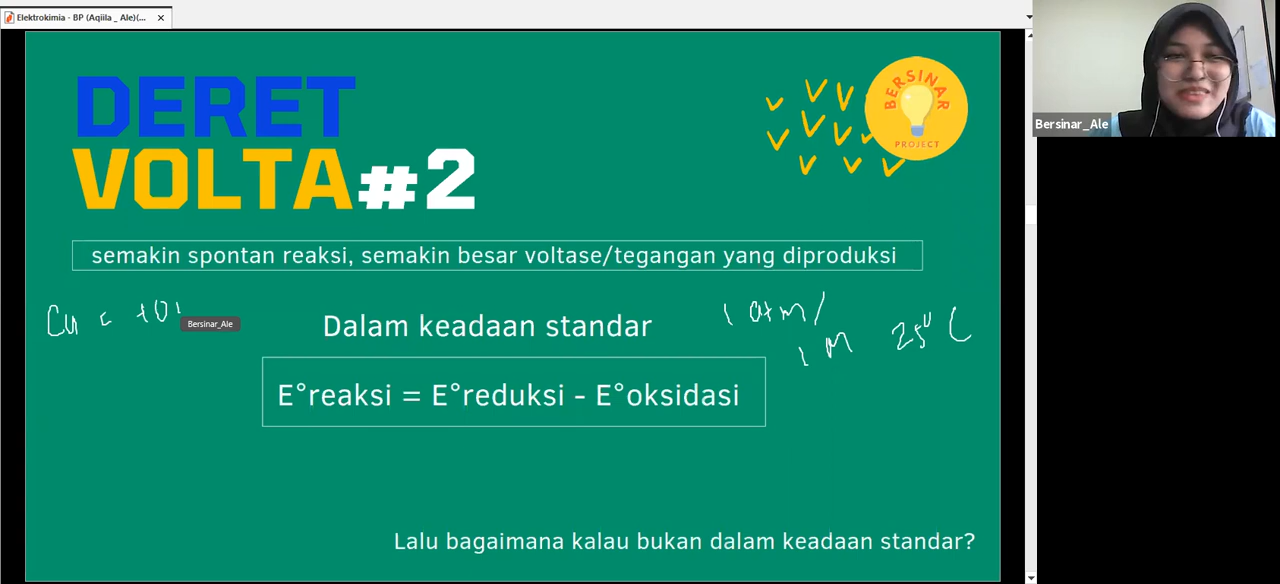 Elektrokimia - BP (Aqiila _ Ale)(...
DERET
VOLTA#2
BERSINAR
PROJECT
Bersinar_Ale
semakin spontan reaksi, semakin besar voltase/tegangan yang diproduksi
Cu = +0
Bersinar_Ale
Dalam keadaan standar
1 atm/
1 M 25° C
E°reaksi = E°reduksi - E°oksidasi
Lalu bagaimana kalau bukan dalam keadaan standar?